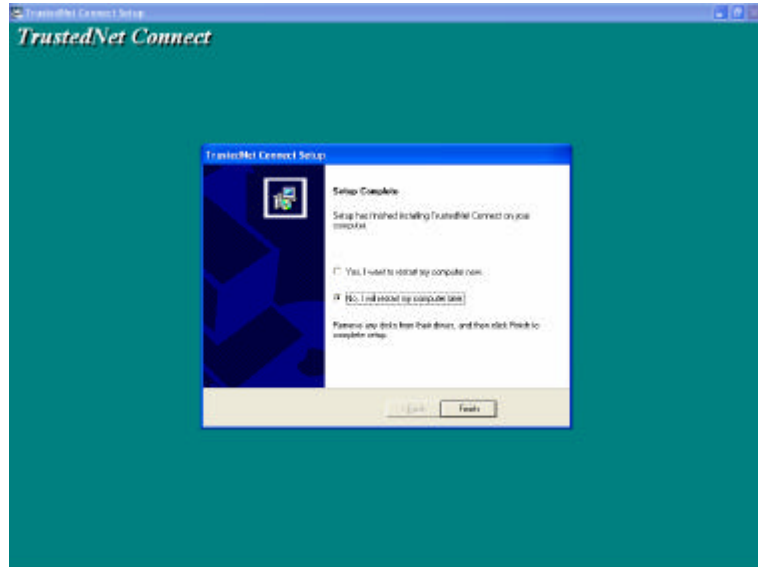 TrustedNet Connect Setup
TrustedNet Connect
TrustedNet Connect Setup
Setup Complete
Setup has finished installing TrustedNet Connect on your
computer.
Yes, I want to restart my computer now.
No, I will restart my computer later.
Remove any disks from their drives, and then click Finish to
complete setup.
Finish